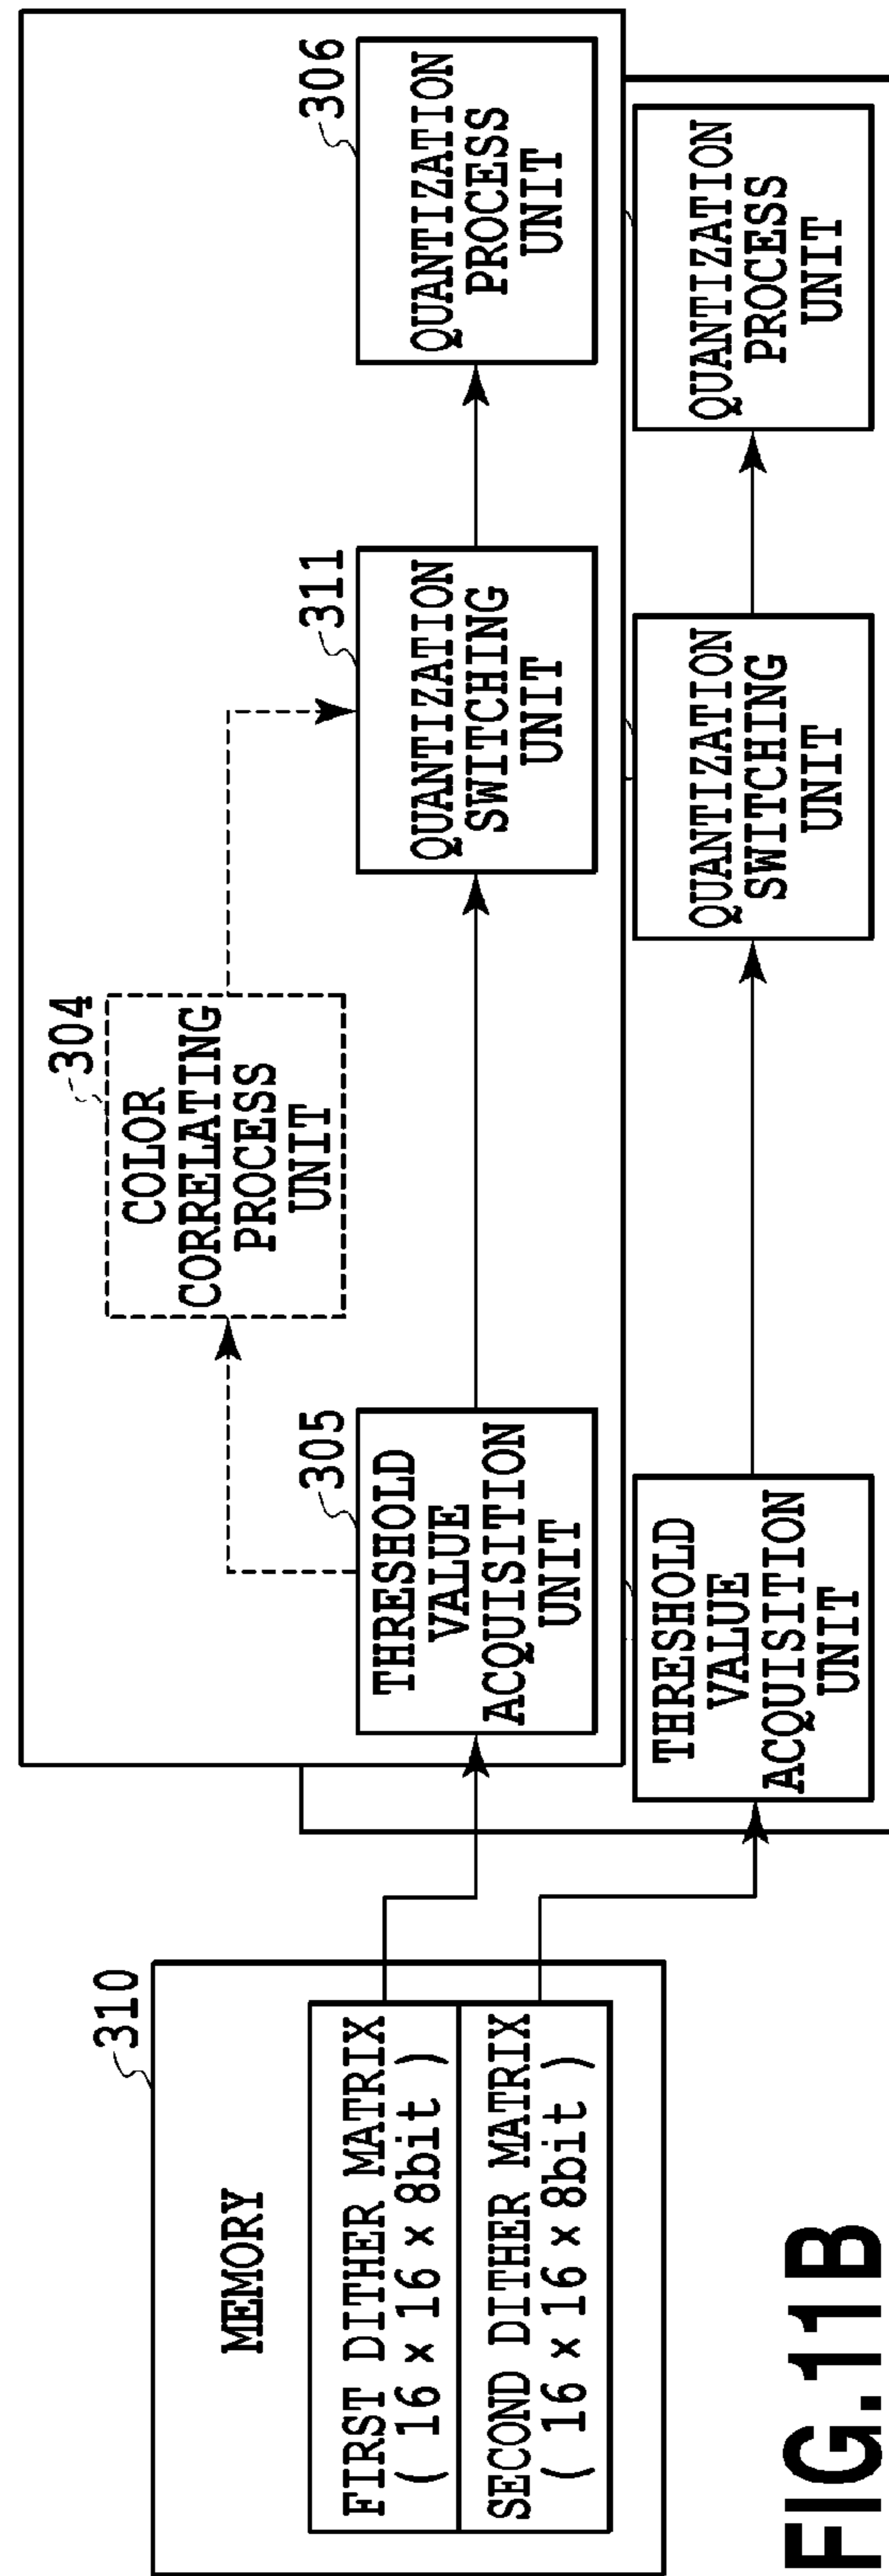 310
MEMORY
FIRST DITHER MATRIX
( 16 × 16 × 8bit )
SECOND DITHER MATRIX
( 16 × 16 × 8bit )
304
COLOR
CORRELATING
PROCESS
UNIT
305
THRESHOLD
VALUE
ACQUISITION
UNIT
311
QUANTIZATION
SWITCHING
UNIT
306
QUANTIZATION
PROCESS
UNIT
THRESHOLD
VALUE
ACQUISITION
UNIT
QUANTIZATION
SWITCHING
UNIT
QUANTIZATION
PROCESS
UNIT
FIG.11B